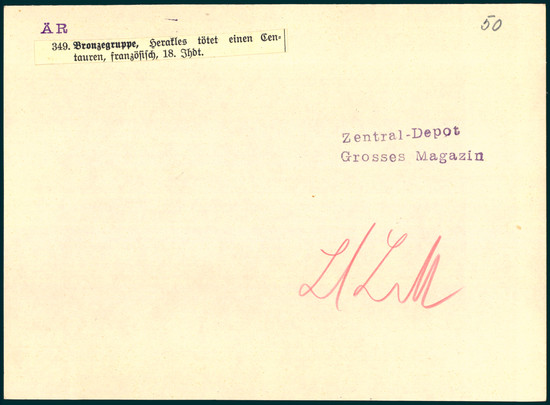 ÄR
50
349. Bronzegruppe, Herakles tötet einen Cen-
tauren, französisch, 18. Jhdt.
Zentral-Depot
Grosses Magazin